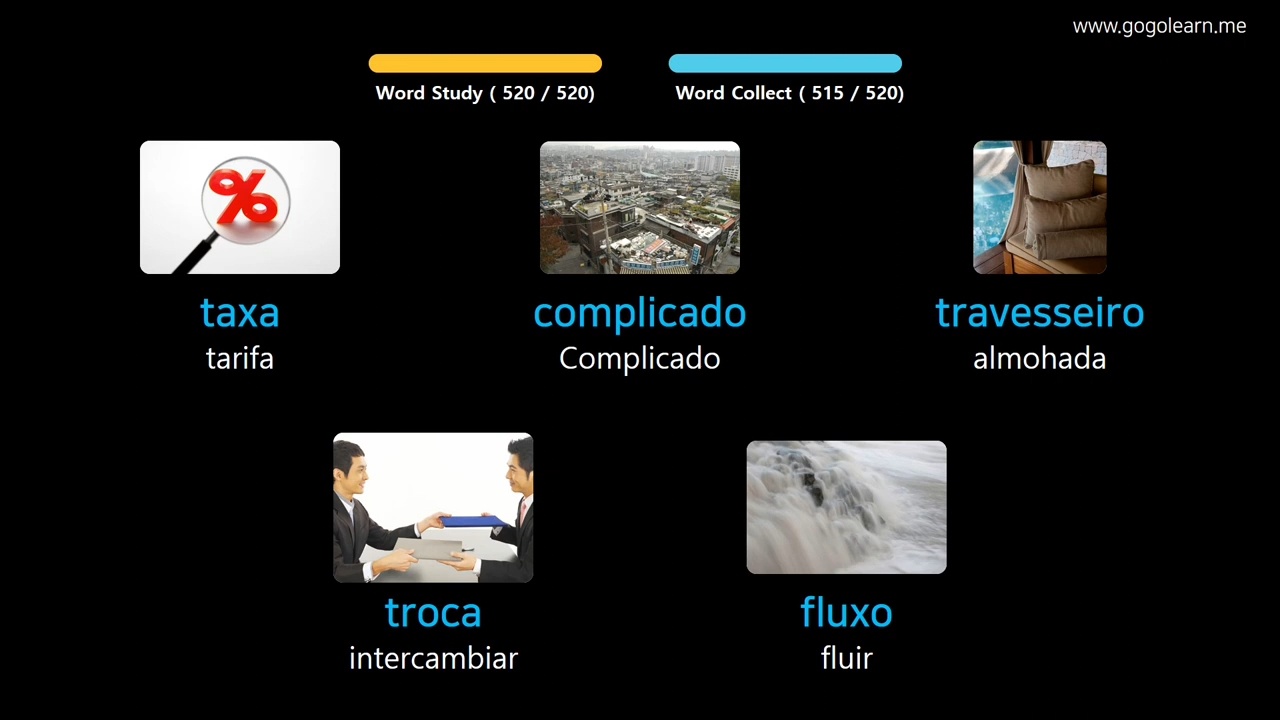 www.gogolearn.me
Word Study ( 520 / 520)
Word Collect ( 515 / 520)
%
taxa
tarifa
complicado
Complicado
travesseiro
almohada
troca
intercambiar
fluxo
fluir